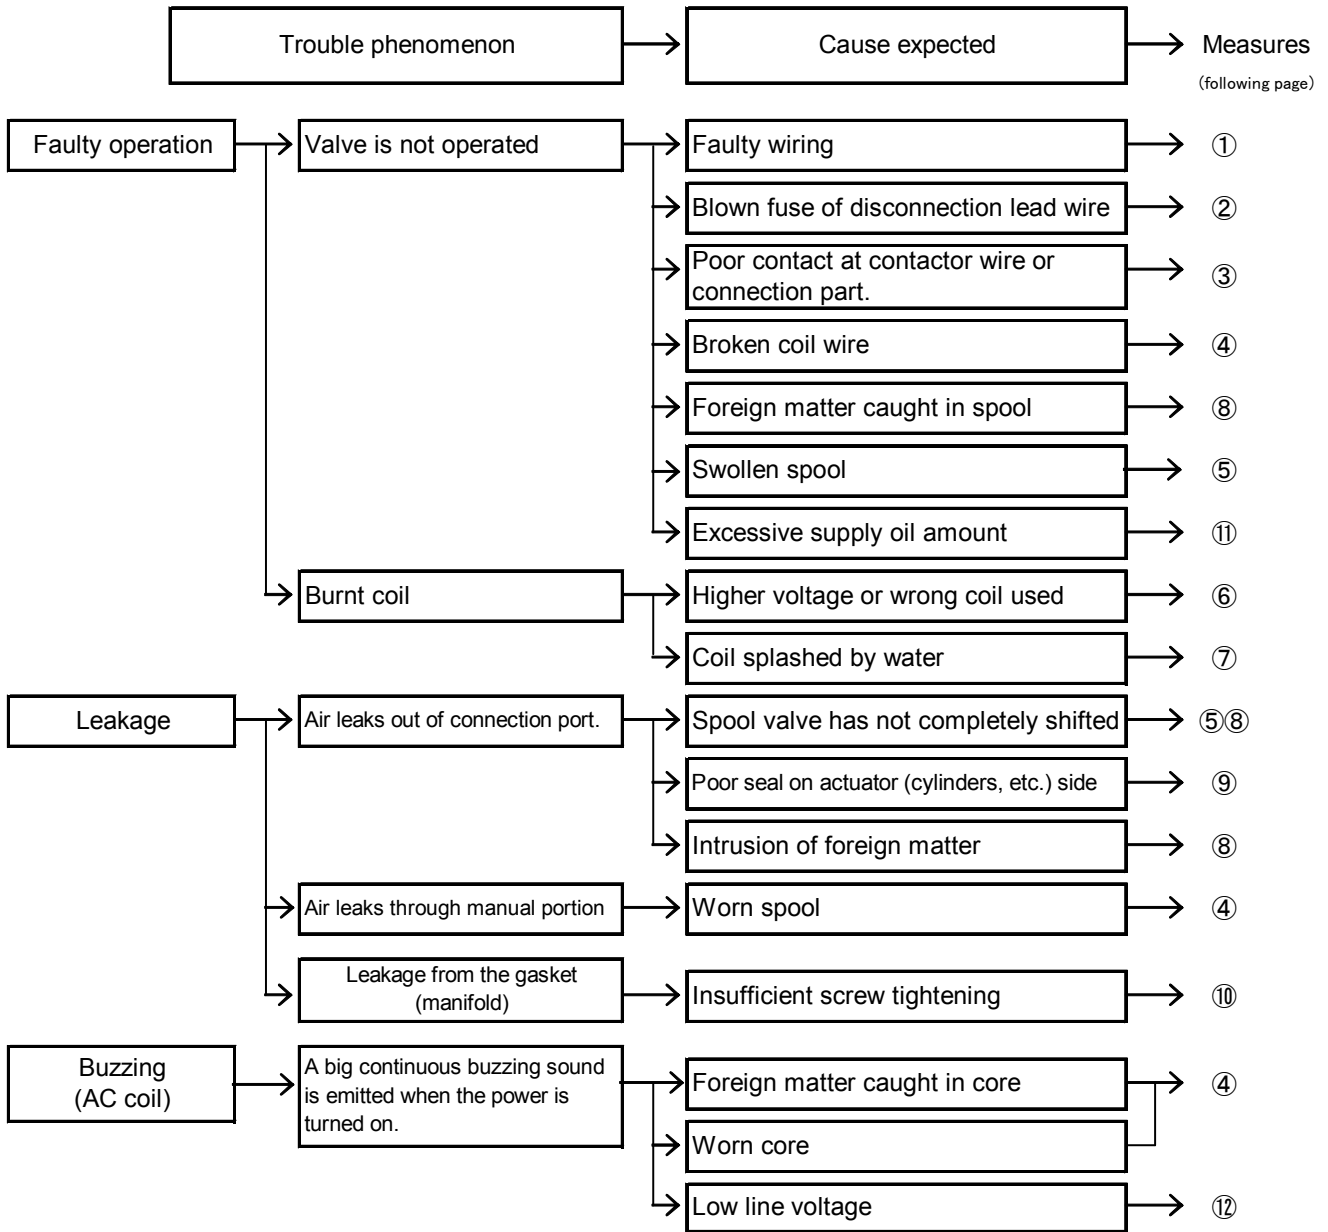 Trouble phenomenon
Cause expected
Measures
(following page)
Faulty operation
Valve is not operated
Faulty wiring
①
Blown fuse of disconnection lead wire
②
Poor contact at contactor wire or
connection part.
③
Broken coil wire
④
Foreign matter caught in spool
⑧
Swollen spool
⑤
Excessive supply oil amount
⑪
Burnt coil
Higher voltage or wrong coil used
⑥
Coil splashed by water
⑦
Leakage
Air leaks out of connection port.
Spool valve has not completely shifted
⑤⑧
Poor seal on actuator (cylinders, etc.) side
⑨
Intrusion of foreign matter
⑧
Air leaks through manual portion
Worn spool
④
Leakage from the gasket
(manifold)
Insufficient screw tightening
⑩
Buzzing
(AC coil)
A big continuous buzzing sound
is emitted when the power is
turned on.
Foreign matter caught in core
④
Worn core
Low line voltage
⑫